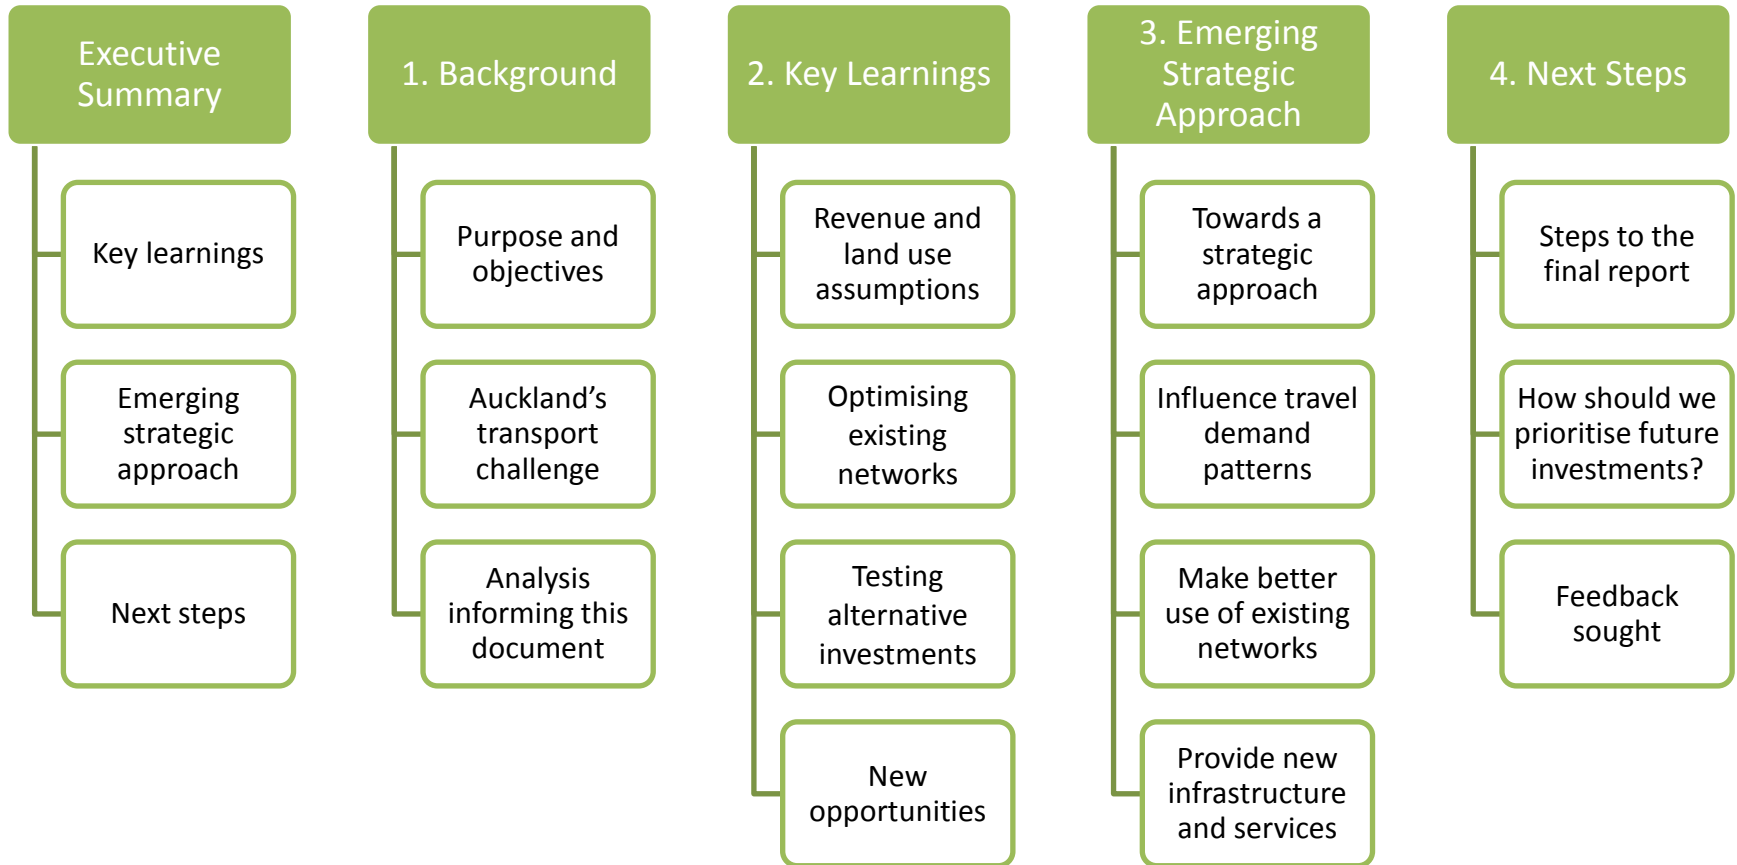 Executive
Summary
Key learnings
Emerging
strategic
approach
Next steps
1. Background
Purpose and
objectives
Auckland’s
transport
challenge
Analysis
informing this
document
2. Key Learnings
Revenue and
land use
assumptions
Optimising
existing
networks
Testing
alternative
investments
New
opportunities
3. Emerging
Strategic
Approach
Towards a
strategic
approach
Influence travel
demand
patterns
Make better
use of existing
networks
Provide new
infrastructure
and services
4. Next Steps
Steps to the
final report
How should we
prioritise future
investments?
Feedback
sought